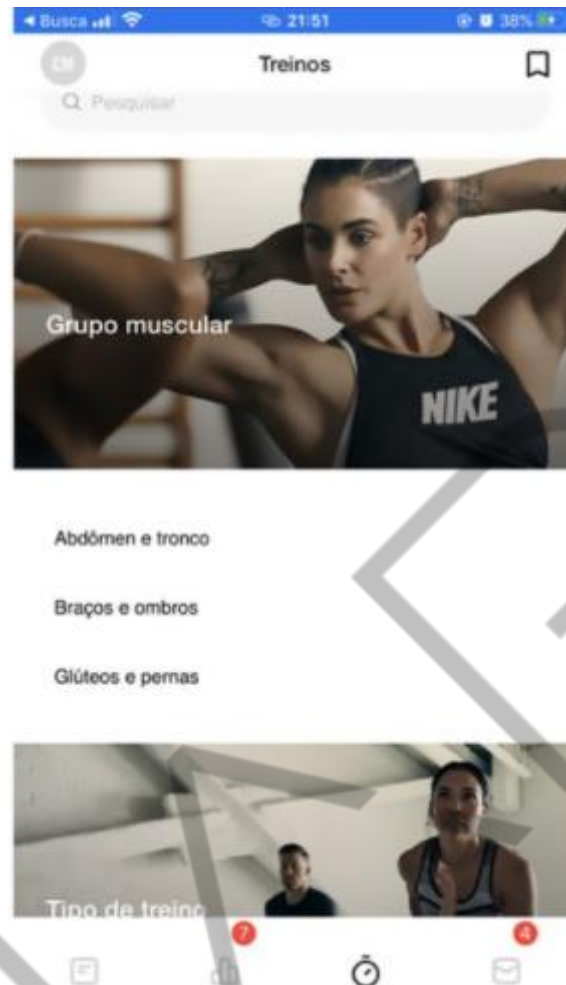 Busca
21:51
38%
LM
Treinos
Pesquisar
Grupo muscular
NIKE
Abdômen e tronco
Braços e ombros
Glúteos e pernas
Tipo de treino
7
4